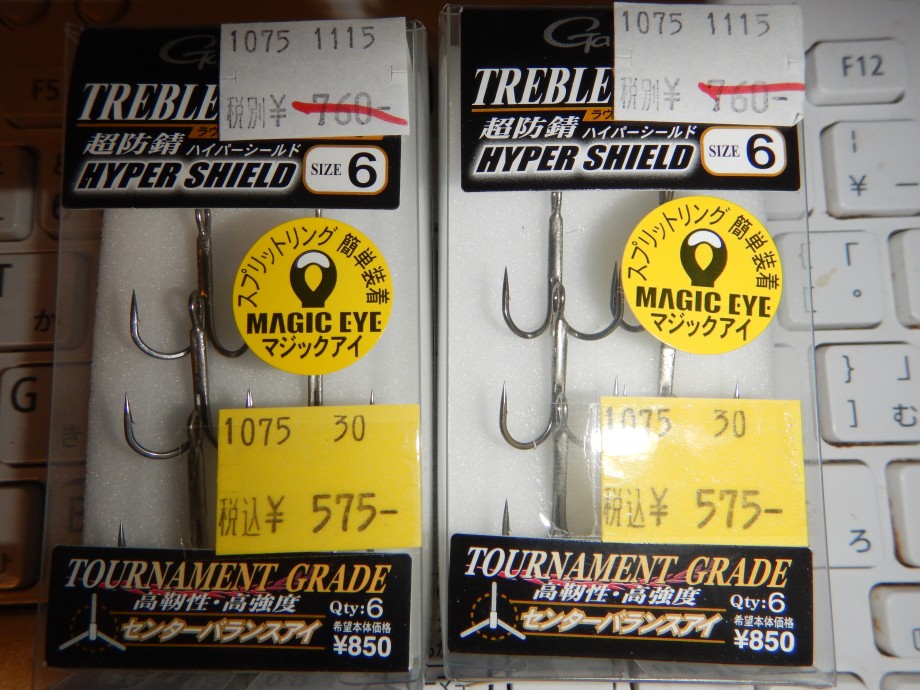 1075 1115
税別¥ 760-
TREBLE
超防錆 ハイパーシールド
HYPER SHIELD
SIZE 6
スプリットリング 簡単装着
MAGIC EYE
マジックアイ
1075 30
税込¥ 575-
TOURNAMENT GRADE
高靭性・高強度
センターバランスアイ
Qty:6
希望本体価格
¥850
1075 1115
税別¥ 760-
TREBLE
超防錆 ハイパーシールド
HYPER SHIELD
SIZE 6
スプリットリング 簡単装着
MAGIC EYE
マジックアイ
1075 30
税込¥ 575-
TOURNAMENT GRADE
高靭性・高強度
センターバランスアイ
Qty:6
希望本体価格
¥850
F5
F12
¥
「
[ °
}
] む
ろ
T
か
G